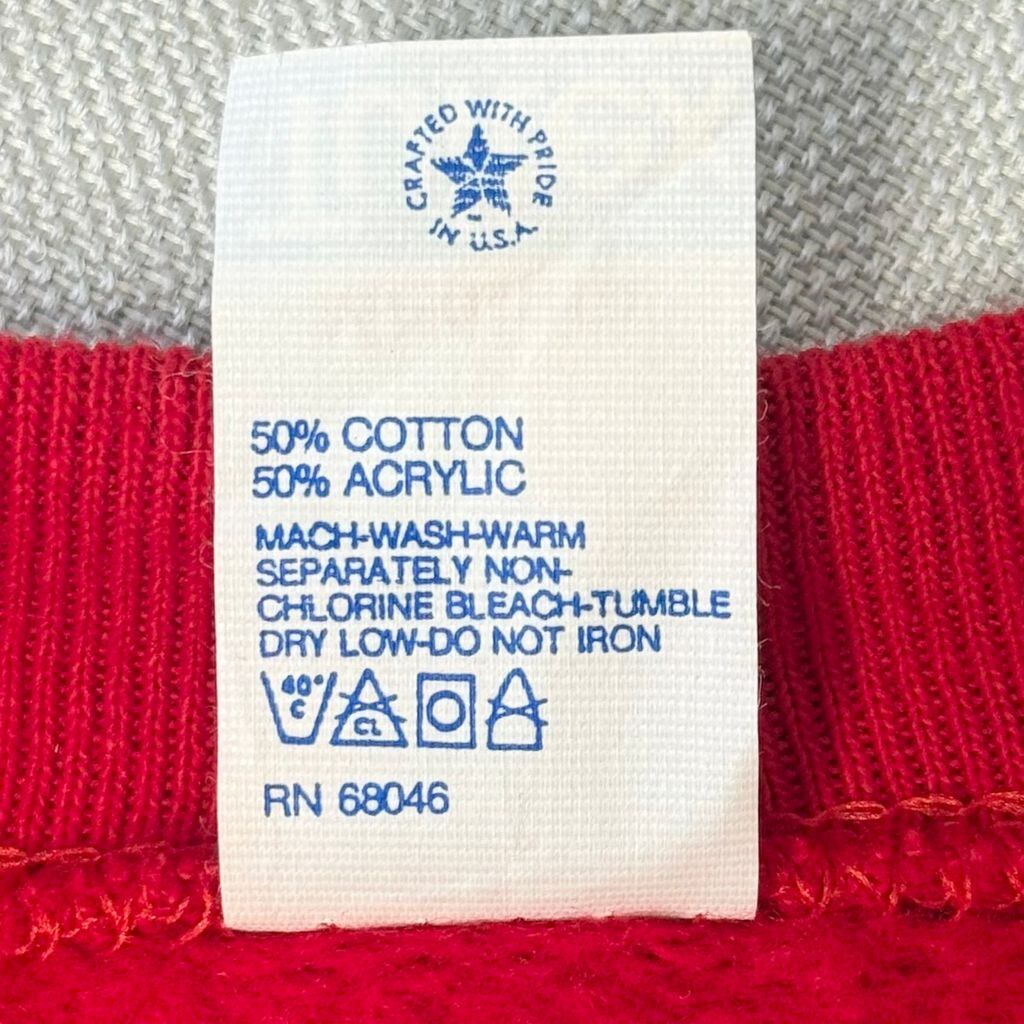 CRAFTED WITH PRIDE
IN U.S.A.
50% COTTON
50% ACRYLIC
MACH-WASH-WARM
SEPARATELY NON-
CHLORINE BLEACH-TUMBLE
DRY LOW-DO NOT IRON
40° C CL
RN 68046